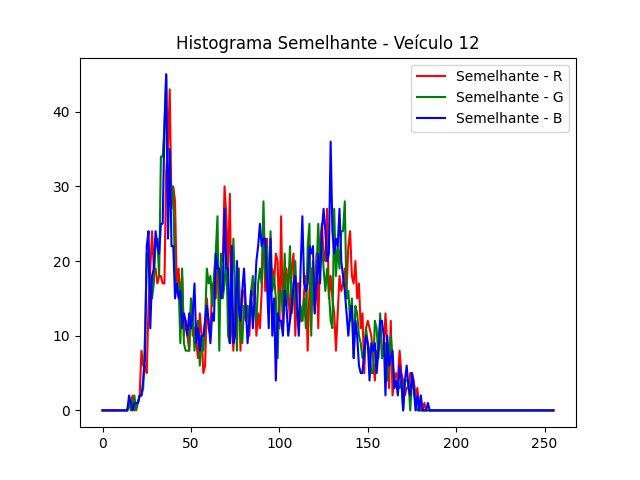 Histograma Semelhante - Veículo 12
Semelhante - R
Semelhante - G
Semelhante - B
40
30
20
10
0
0 50 100 150 200 250